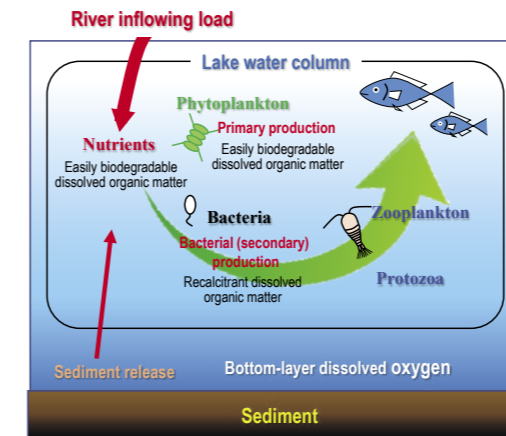 River inflowing load
Lake water column
Phytoplankton
Primary production
Nutrients
Easily biodegradable
dissolved organic matter
Easily biodegradable
dissolved organic matter
Bacteria
Zooplankton
Bacterial (secondary)
production
Recalcitrant dissolved
organic matter
Protozoa
Sediment release
Bottom-layer dissolved oxygen
Sediment